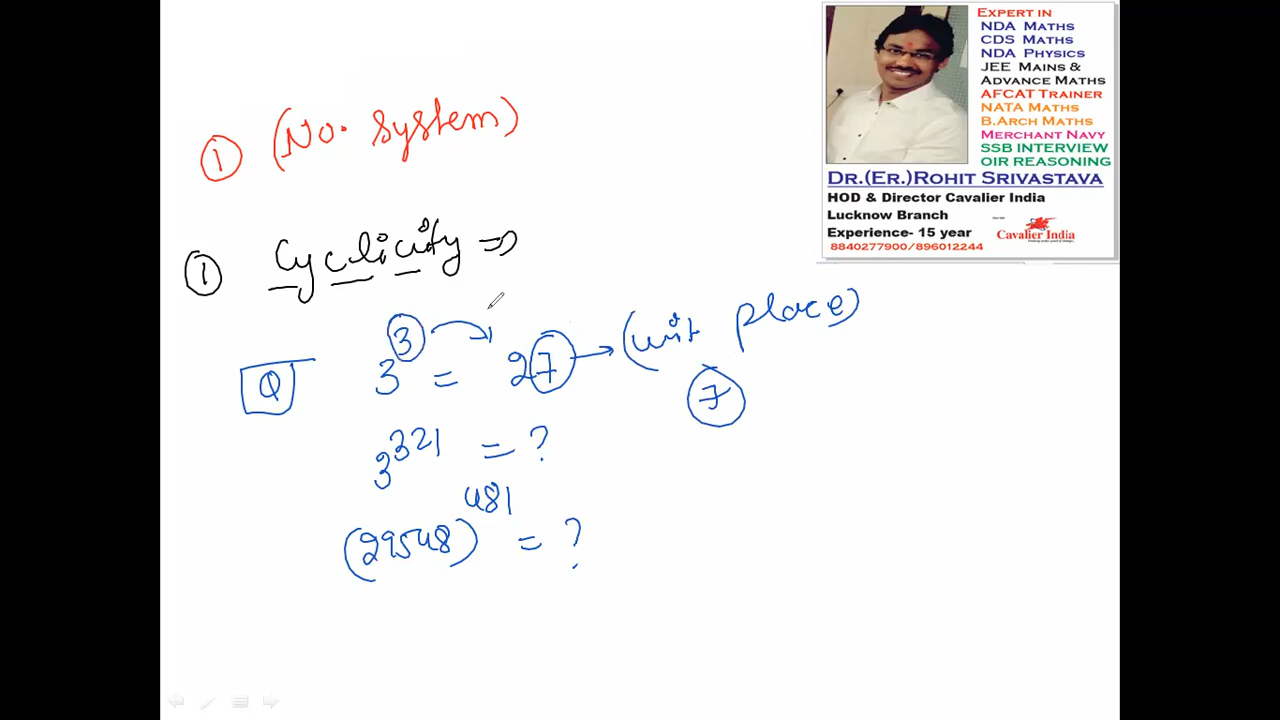 ① (No. System)
① Cyclicity ⇒
Q 3³ = 27 → (unit place)
7
3³²¹ = ?
(29548)⁴⁸¹ = ?
EXPERT IN
NDA MATHS
CDS MATHS
NDA PHYSICS
JEE MAINS &
ADVANCE MATHS
AFCAT TRAINER
NATA MATHS
B.ARCH MATHS
MERCHANT NAVY
SSB INTERVIEW
OIR REASONING
DR.(ER.)ROHIT SRIVASTAVA
HOD & Director Cavalier India
Lucknow Branch
Experience- 15 year
8840277900/896012244
Cavalier India